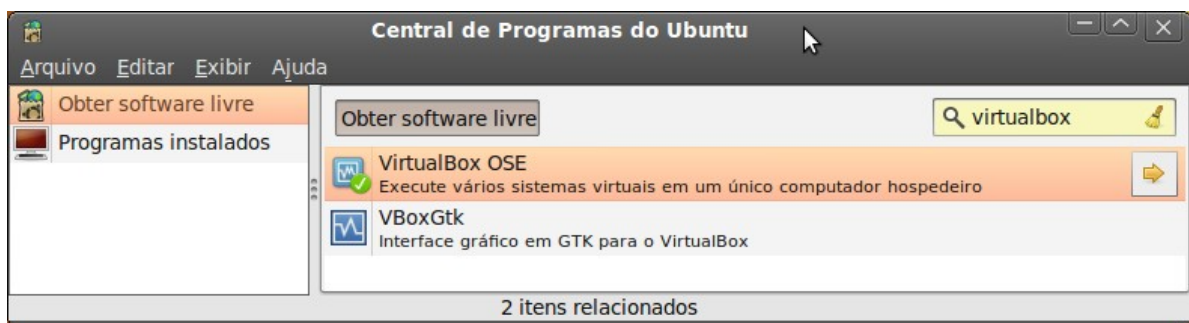 Central de Programas do Ubuntu
Arquivo Editar Exibir Ajuda
Obter software livre
Programas instalados
Obter software livre
virtualbox
VirtualBox OSE
Execute vários sistemas virtuais em um único computador hospedeiro
VBoxGtk
Interface gráfico em GTK para o VirtualBox
2 itens relacionados